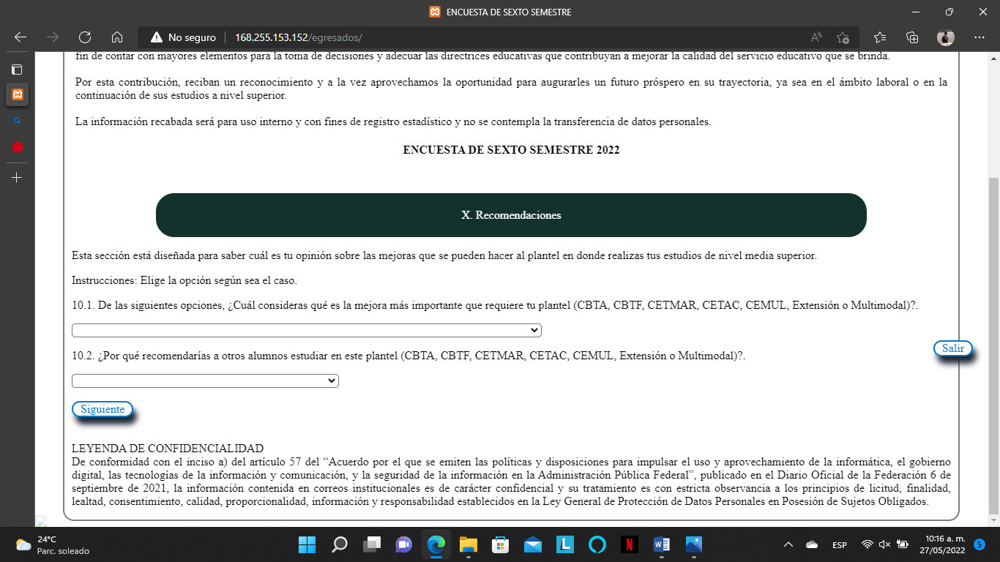 ENCUESTA DE SEXTO SEMESTRE
No seguro
168.255.153.152/egresados/
fin de contar con mayores elementos para la toma de decisiones y adecuar las directrices educativas que contribuyan a mejorar la calidad del servicio educativo que se brinda.
Por esta contribución, reciban un reconocimiento y a la vez aprovechamos la oportunidad para augurarles un futuro próspero en su trayectoria, ya sea en el ámbito laboral o en la
continuación de sus estudios a nivel superior.
La información recabada será para uso interno y con fines de registro estadístico y no se contempla la transferencia de datos personales.
ENCUESTA DE SEXTO SEMESTRE 2022
X. Recomendaciones
Esta sección está diseñada para saber cuál es tu opinión sobre las mejoras que se pueden hacer al plantel en donde realizas tus estudios de nivel media superior.
Instrucciones: Elige la opción según sea el caso.
10.1. De las siguientes opciones, ¿Cuál consideras qué es la mejora más importante que requiere tu plantel (CBTA, CBTF, CETMAR, CETAC, CEMUL, Extensión o Multimodal)?.
10.2. ¿Por qué recomendarías a otros alumnos estudiar en este plantel (CBTA, CBTF, CETMAR, CETAC, CEMUL, Extensión o Multimodal)?.
Salir
Siguiente
LEYENDA DE CONFIDENCIALIDAD
De conformidad con el inciso a) del artículo 57 del “Acuerdo por el que se emiten las políticas y disposiciones para impulsar el uso y aprovechamiento de la informática, el gobierno
digital, las tecnologías de la información y comunicación, y la seguridad de la información en la Administración Pública Federal”, publicado en el Diario Oficial de la Federación 6 de
septiembre de 2021, la información contenida en correos institucionales es de carácter confidencial y su tratamiento es con estricta observancia a los principios de licitud, finalidad,
lealtad, consentimiento, calidad, proporcionalidad, información y responsabilidad establecidos en la Ley General de Protección de Datos Personales en Posesión de Sujetos Obligados.
24°C
Parc. soleado
L
N
W
ESP
10:16 a. m.
27/05/2022
5